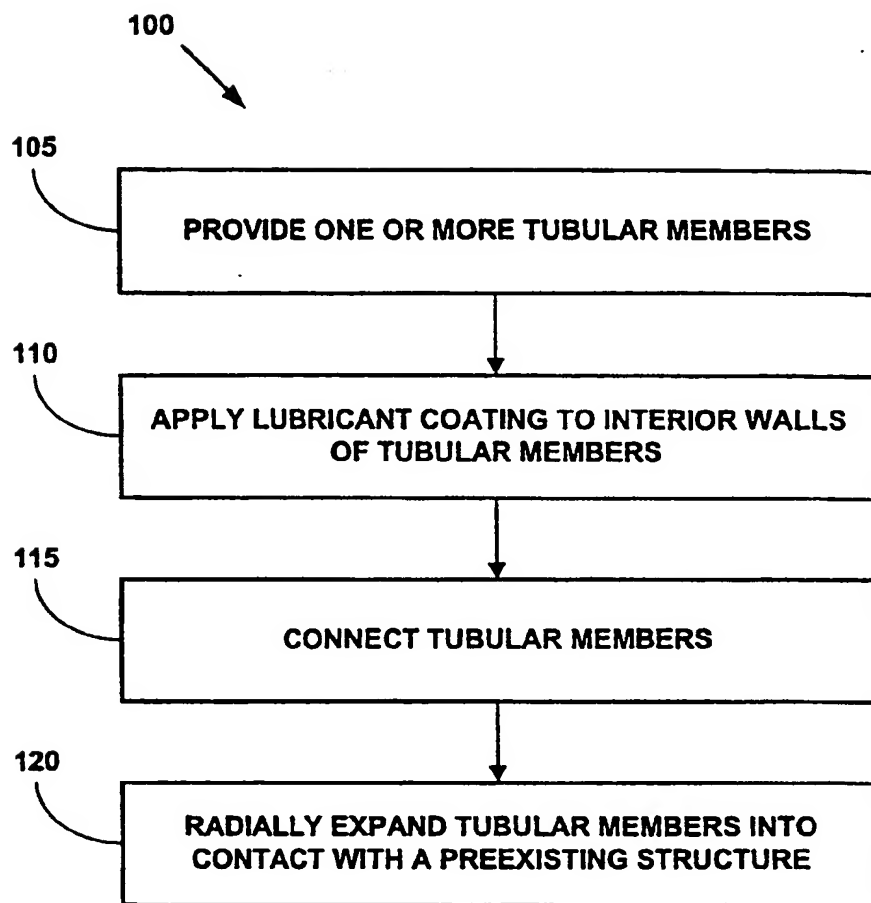 100
105
PROVIDE ONE OR MORE TUBULAR MEMBERS
110
APPLY LUBRICANT COATING TO INTERIOR WALLS
OF TUBULAR MEMBERS
115
CONNECT TUBULAR MEMBERS
120
RADIALLY EXPAND TUBULAR MEMBERS INTO
CONTACT WITH A PREEXISTING STRUCTURE